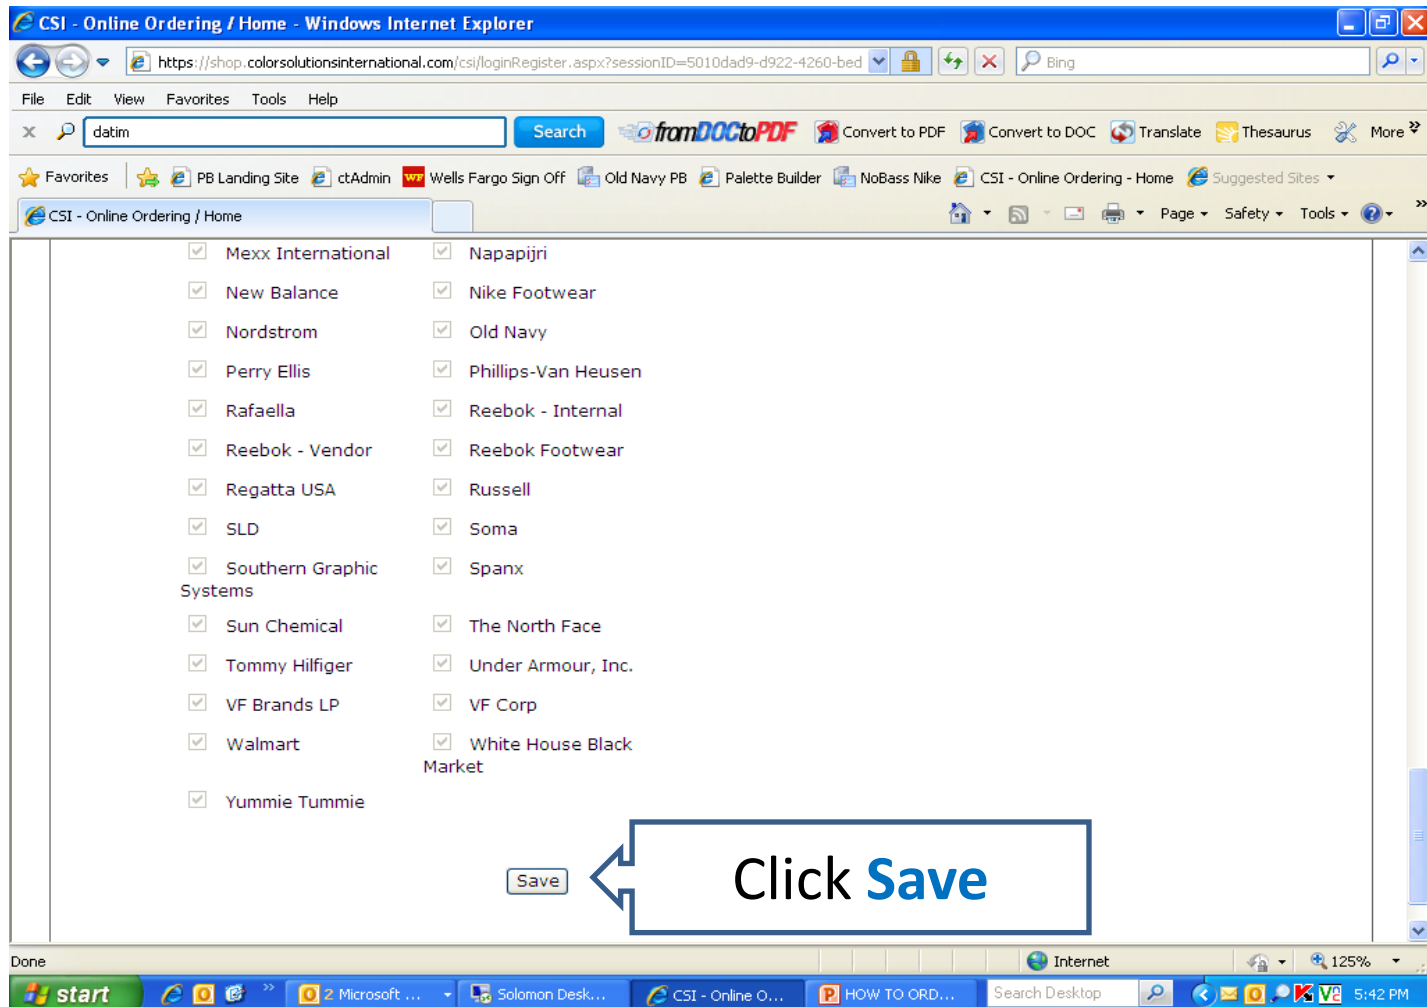 CSI - Online Ordering / Home - Windows Internet Explorer
https://shop.colorsolutionsinternational.com/csi/loginRegister.aspx?sessionID=5010dad9-d922-4260-bed
Bing
File Edit View Favorites Tools Help
x datim Search fromDOCtoPDF Convert to PDF Convert to DOC Translate Thesaurus More
Favorites PB Landing Site ctAdmin WF Wells Fargo Sign Off Old Navy PB Palette Builder NoBass Nike CSI - Online Ordering - Home Suggested Sites
CSI - Online Ordering / Home Page Safety Tools
Mexx International Napapijri
New Balance Nike Footwear
Nordstrom Old Navy
Perry Ellis Phillips-Van Heusen
Rafaella Reebok - Internal
Reebok - Vendor Reebok Footwear
Regatta USA Russell
SLD Soma
Southern Graphic Spanx
Systems
Sun Chemical The North Face
Tommy Hilfiger Under Armour, Inc.
VF Brands LP VF Corp
Walmart White House Black
Market
Yummie Tummie
Save Click Save
Done Internet 125%
start 2 Microsoft ... Solomon Desk... CSI - Online O... HOW TO ORD... Search Desktop 5:42 PM